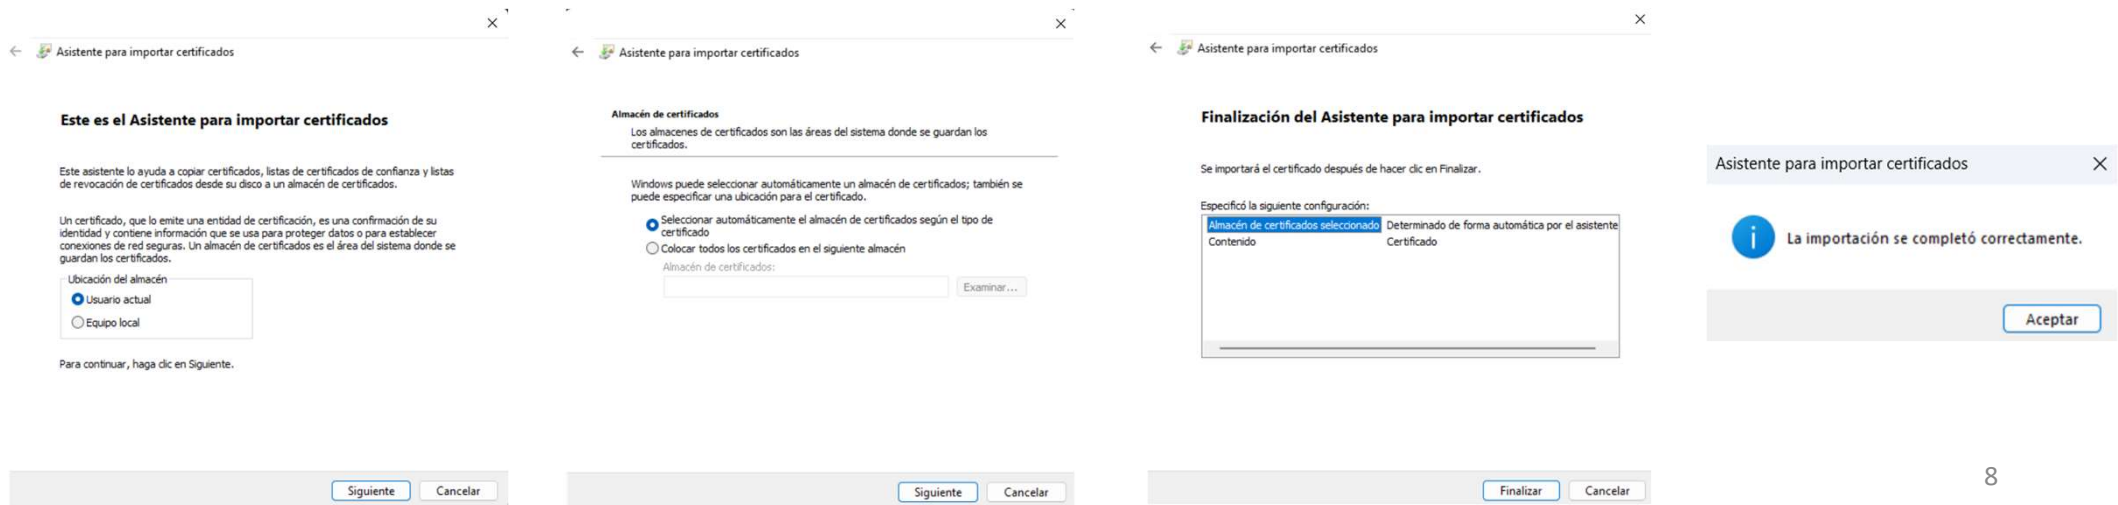 Asistente para importar certificados
Este es el Asistente para importar certificados
Este asistente lo ayuda a copiar certificados, listas de certificados de confianza y listas
de revocación de certificados desde su disco a un almacén de certificados.
Un certificado, que lo emite una entidad de certificación, es una confirmación de su
identidad y contiene información que se usa para proteger datos o para establecer
conexiones de red seguras. Un almacén de certificados es el área del sistema donde se
guardan los certificados.
Ubicación del almacén
Usuario actual
Equipo local
Para continuar, haga clic en Siguiente.
Siguiente
Cancelar
Asistente para importar certificados
Almacén de certificados
Los almacenes de certificados son las áreas del sistema donde se guardan los
certificados.
Windows puede seleccionar automáticamente un almacén de certificados; también se
puede especificar una ubicación para el certificado.
Seleccionar automáticamente el almacén de certificados según el tipo de
certificado
Colocar todos los certificados en el siguiente almacén
Almacén de certificados:
Examinar...
Siguiente
Cancelar
Asistente para importar certificados
Finalización del Asistente para importar certificados
Se importará el certificado después de hacer clic en Finalizar.
Especificó la siguiente configuración:
Almacén de certificados seleccionado Determinado de forma automática por el asistente
Contenido Certificado
Finalizar
Cancelar
Asistente para importar certificados
La importación se completó correctamente.
Aceptar
8